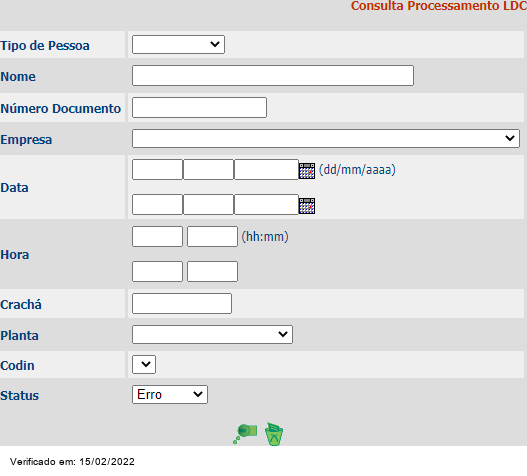 Consulta Processamento LDC
Tipo de Pessoa
Nome
Número Documento
Empresa
Data (dd/mm/aaaa)
Hora (hh:mm)
Crachá
Planta
Codin
Status Erro
Verificado em: 15/02/2022